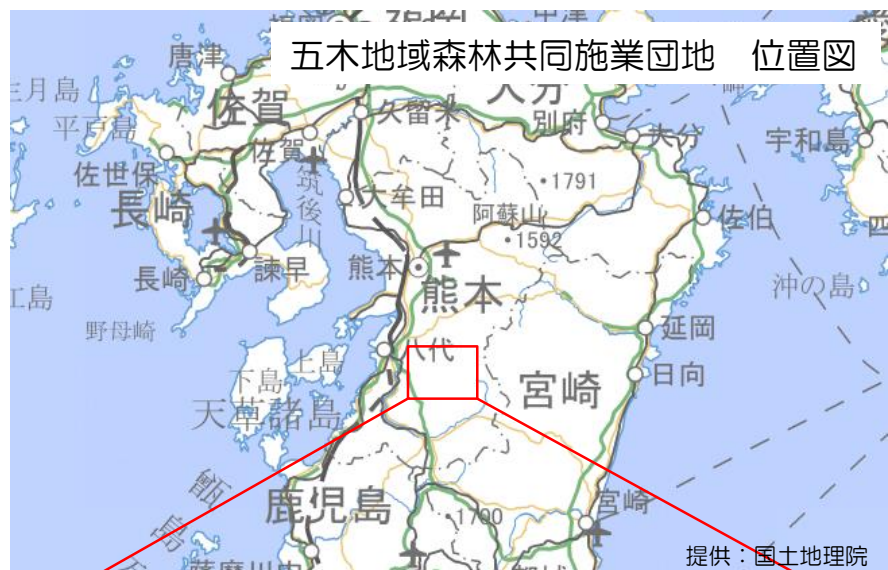 五木地域森林共同施業団地　位置図
唐津
佐賀
久留米
大分
別府
大分
宇和島
平戸島
佐世保
佐賀
長崎
筑後川
大牟田
・1791
阿蘇山
・1592
佐伯
熊本
熊本
長崎
諫早
沖の島
野母崎
延岡
八代
上島
下島
天草諸島
宮崎
日向
鹿児島
・1700
宮崎
甑島
提供：国土地理院